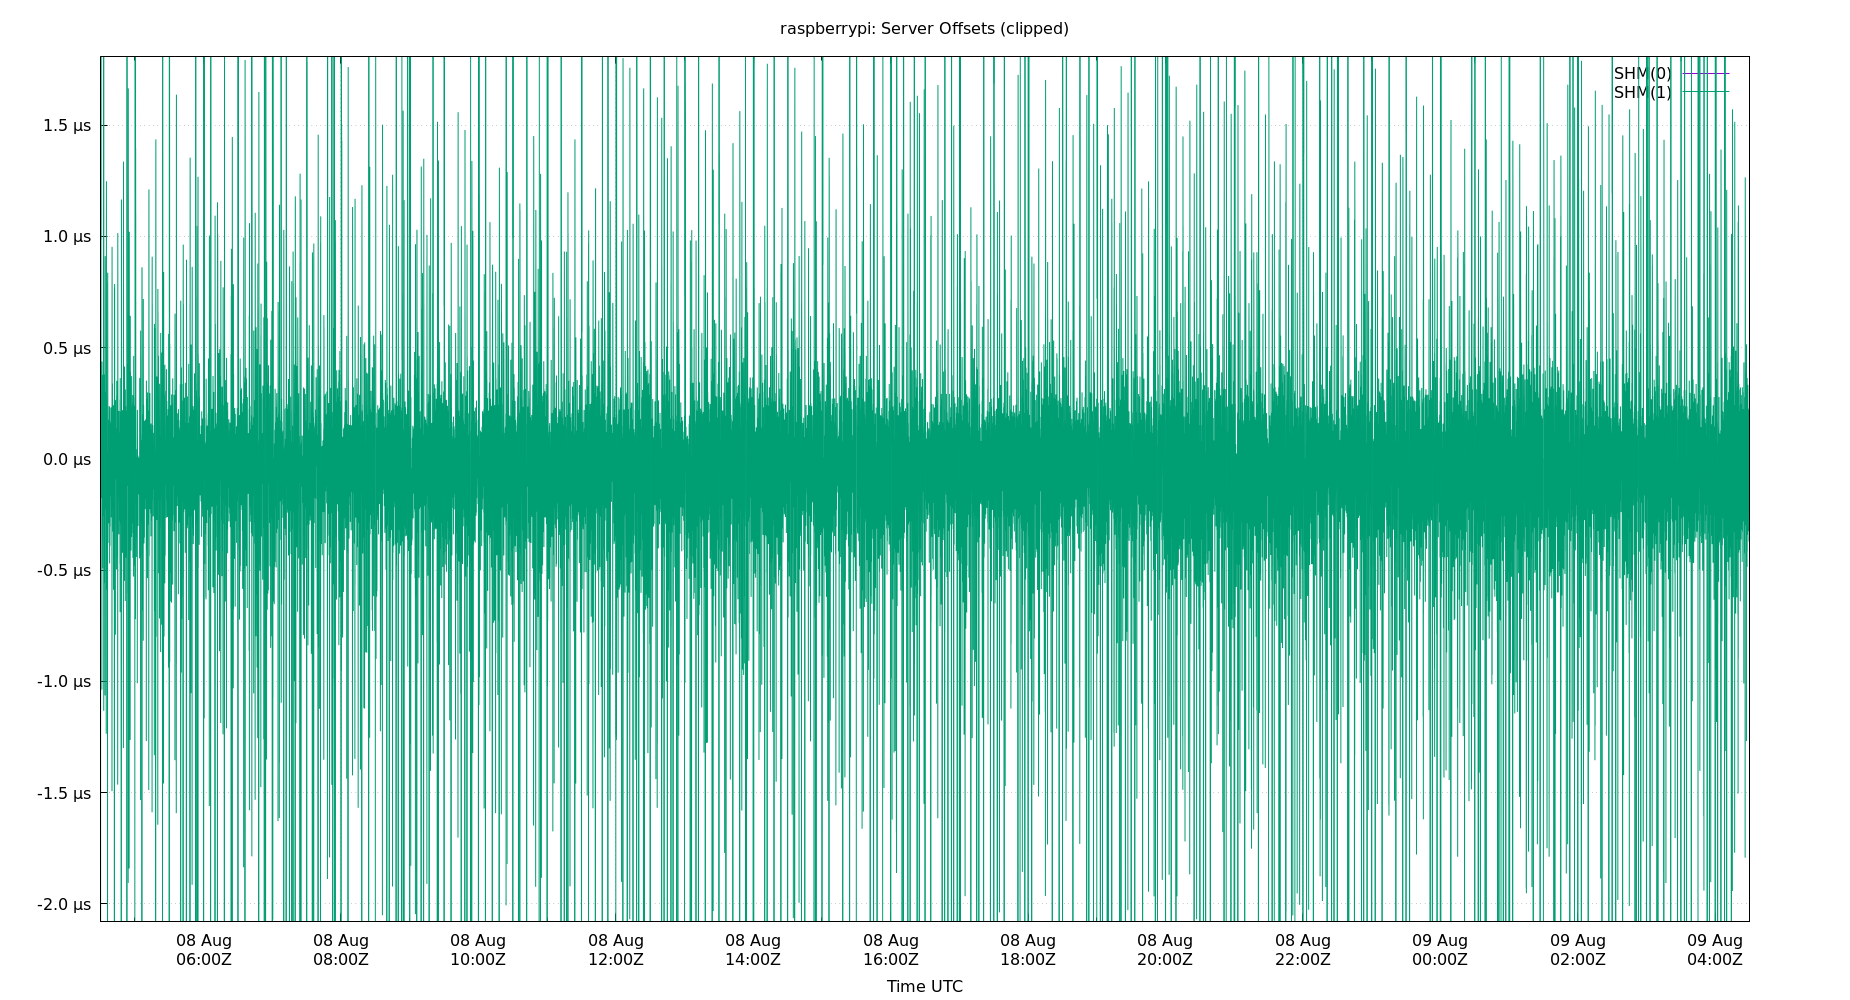 raspberrypi: Server Offsets (clipped)
SHM(0)
SHM(1)
1.5 µs
1.0 µs
0.5 µs
0.0 µs
-0.5 µs
-1.0 µs
-1.5 µs
-2.0 µs
08 Aug 08 Aug 08 Aug 08 Aug 08 Aug 08 Aug 08 Aug 08 Aug 08 Aug 09 Aug 09 Aug 09 Aug
06:00Z 08:00Z 10:00Z 12:00Z 14:00Z 16:00Z 18:00Z 20:00Z 22:00Z 00:00Z 02:00Z 04:00Z
Time UTC